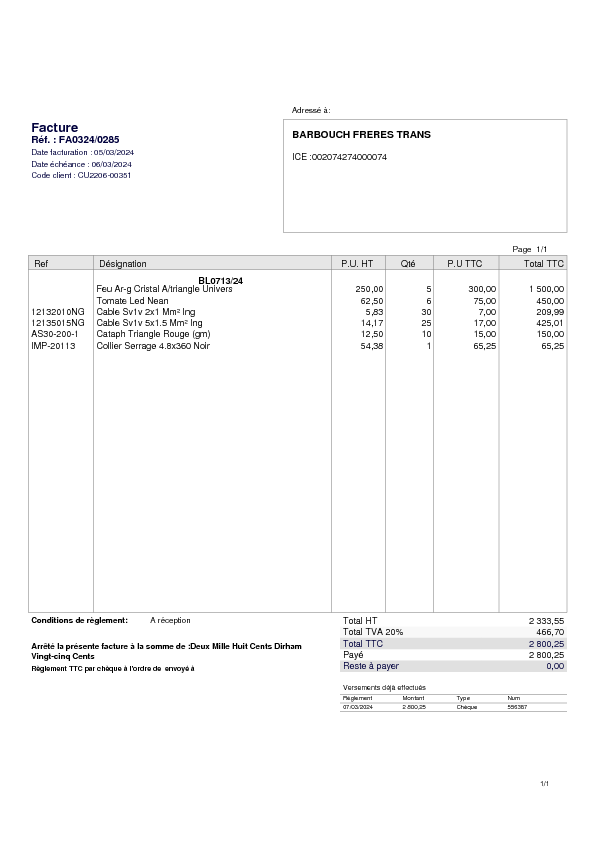 Adressé à:
Facture
Réf. : FA0324/0285
Date facturation : 05/03/2024
Date échéance : 06/03/2024
Code client : CU2206-00351
BARBOUCH FRERES TRANS
ICE :002074274000074
Page 1/1
Ref Désignation P.U. HT Qté P.U TTC Total TTC
BL0713/24
Feu Ar-g Cristal A/triangle Univers 250,00 5 300,00 1 500,00
Tomate Led Nean 62,50 6 75,00 450,00
12132010NG Cable Sv1v 2x1 Mm² Ing 5,83 30 7,00 209,99
12135015NG Cable Sv1v 5x1.5 Mm² Ing 14,17 25 17,00 425,01
AS30-200-1 Cataph Triangle Rouge (gm) 12,50 10 15,00 150,00
IMP-20113 Collier Serrage 4.8x360 Noir 54,38 1 65,25 65,25
Conditions de règlement: A réception
Total HT 2 333,55
Total TVA 20% 466,70
Total TTC 2 800,25
Payé 2 800,25
Reste à payer 0,00
Arrêté la présente facture à la somme de :Deux Mille Huit Cents Dirham
Vingt-cinq Cents
Règlement TTC par chèque à l'ordre de envoyé à
Versements déjà effectués
Règlement Montant Type Num
07/03/2024 2 800,25 Chèque 556367
1/1